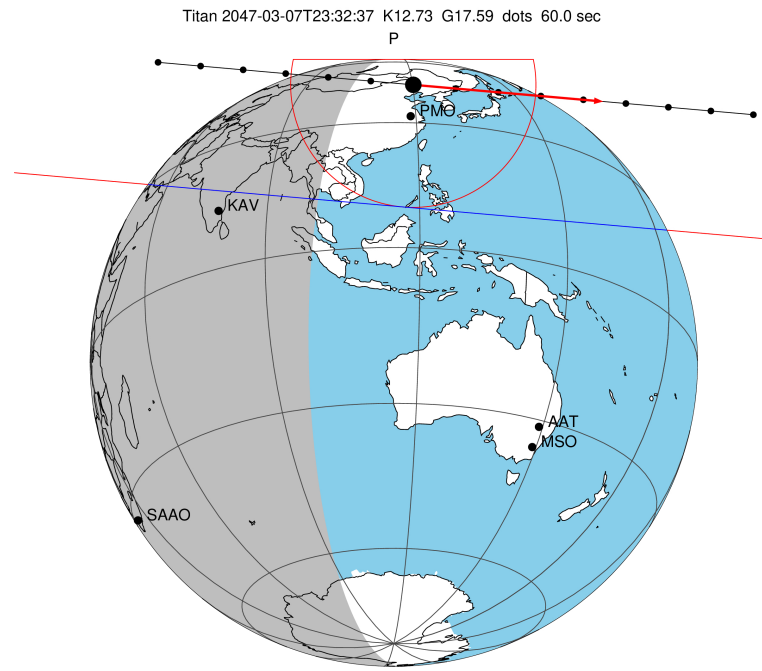 Titan 2047-03-07T23:32:37 K12.73 G17.59 dots 60.0 sec
P
PMO
KAV
AAT
MSO
SAAO